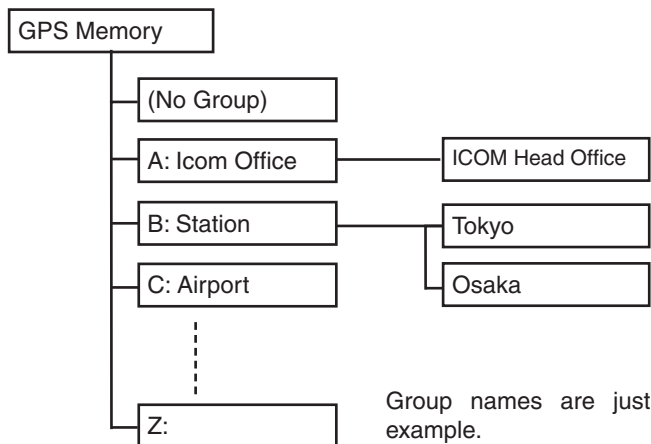 GPS Memory
(No Group)
A: Icom Office
ICOM Head Office
B: Station
Tokyo
C: Airport
Osaka
Z:
Group names are just
example.